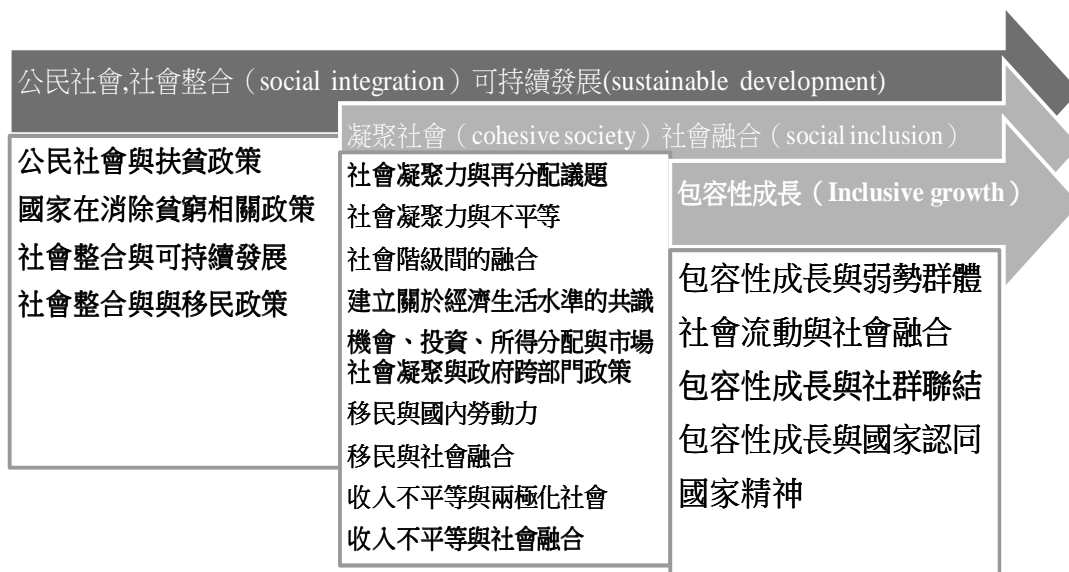 公民社會,社會整合（social integration）可持續發展(sustainable development)
公民社會與扶貧政策
國家在消除貧窮相關政策
社會整合與可持續發展
社會整合與與移民政策
凝聚社會（cohesive society）社會融合（social inclusion）
社會凝聚力與再分配議題
社會凝聚力與不平等
社會階級間的融合
建立關於經濟生活水準的共識
機會、投資、所得分配與市場
社會凝聚與政府跨部門政策
移民與國內勞動力
移民與社會融合
收入不平等與兩極化社會
收入不平等與社會融合
包容性成長（Inclusive growth）
包容性成長與弱勢群體
社會流動與社會融合
包容性成長與社群聯結
包容性成長與國家認同
國家精神